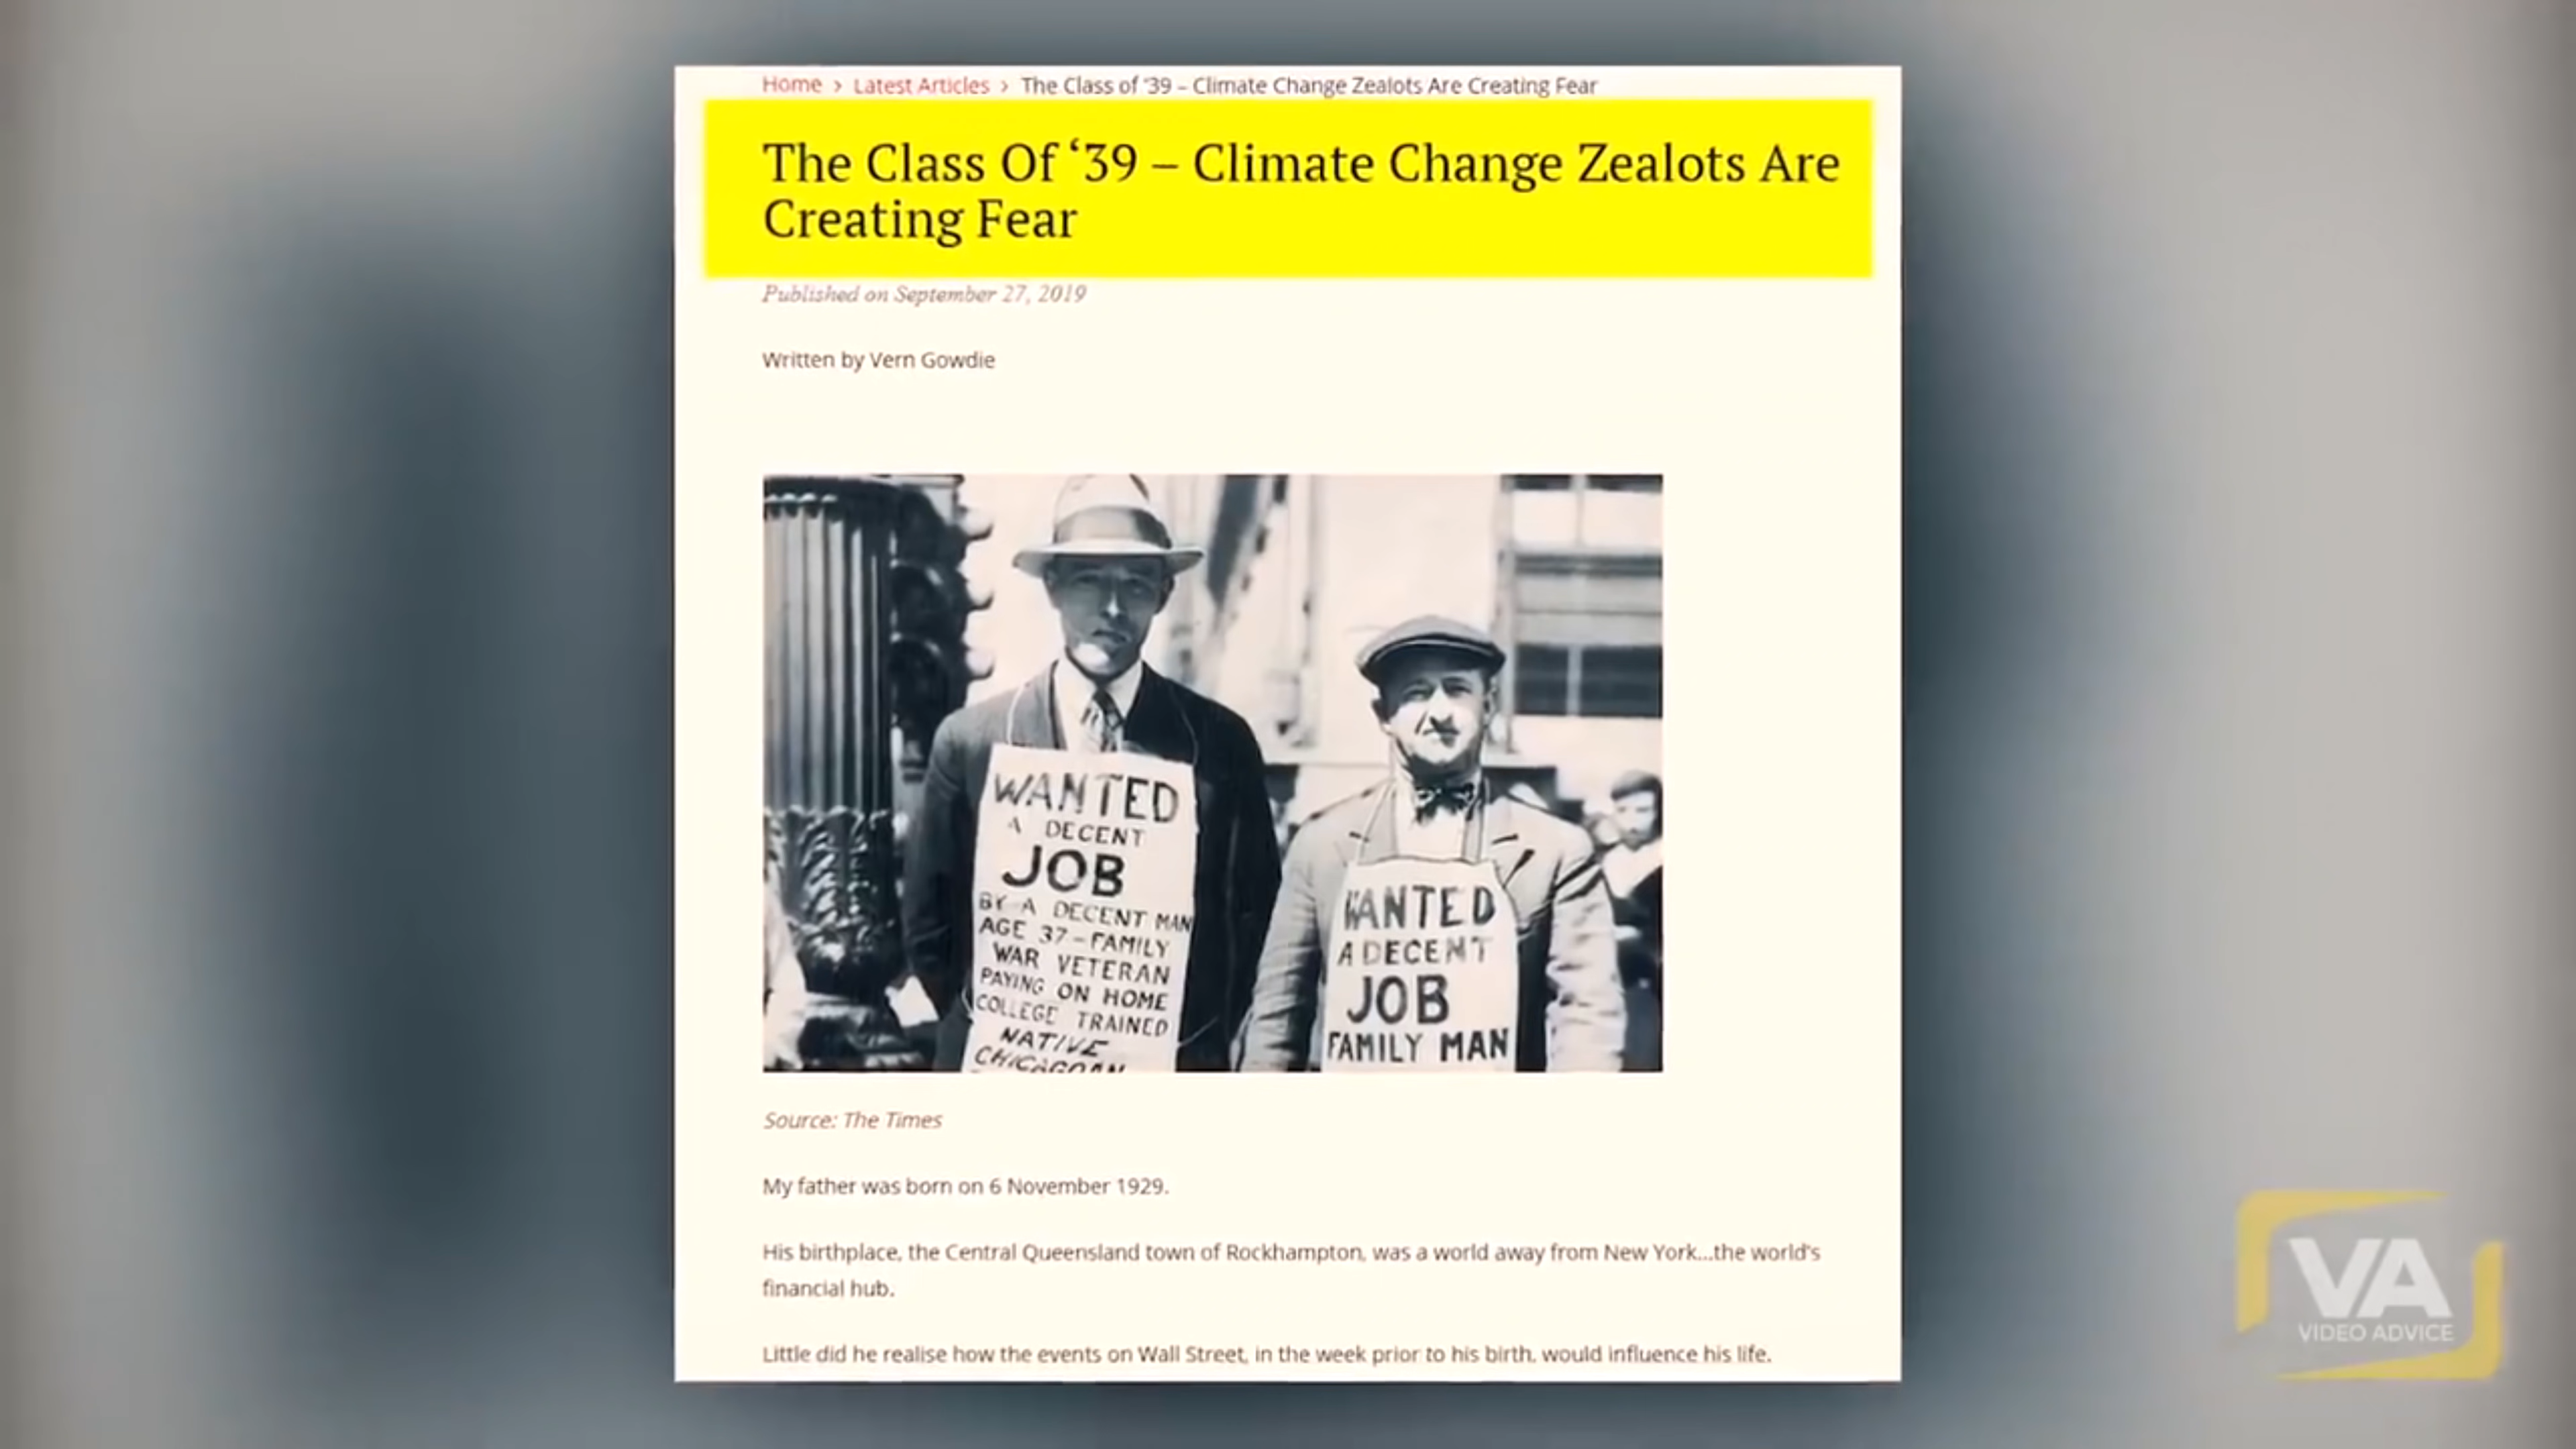 Home > Latest Articles > The Class of '39 – Climate Change Zealots Are Creating Fear
The Class Of ‘39 – Climate Change Zealots Are
Creating Fear
Published on September 27, 2019
Written by Vern Gowdie
WANTED
A DECENT
JOB
BY A DECENT MAN
AGE 37-FAMILY
WAR VETERAN
PAYING ON HOME
COLLEGE TRAINED
NATIVE
CHICAGOAN
WANTED
A DECENT
JOB
FAMILY MAN
Source: The Times
My father was born on 6 November 1929.
His birthplace, the Central Queensland town of Rockhampton, was a world away from New York...the world's
financial hub.
Little did he realise how the events on Wall Street, in the week prior to his birth, would influence his life.
VA
VIDEO ADVICE